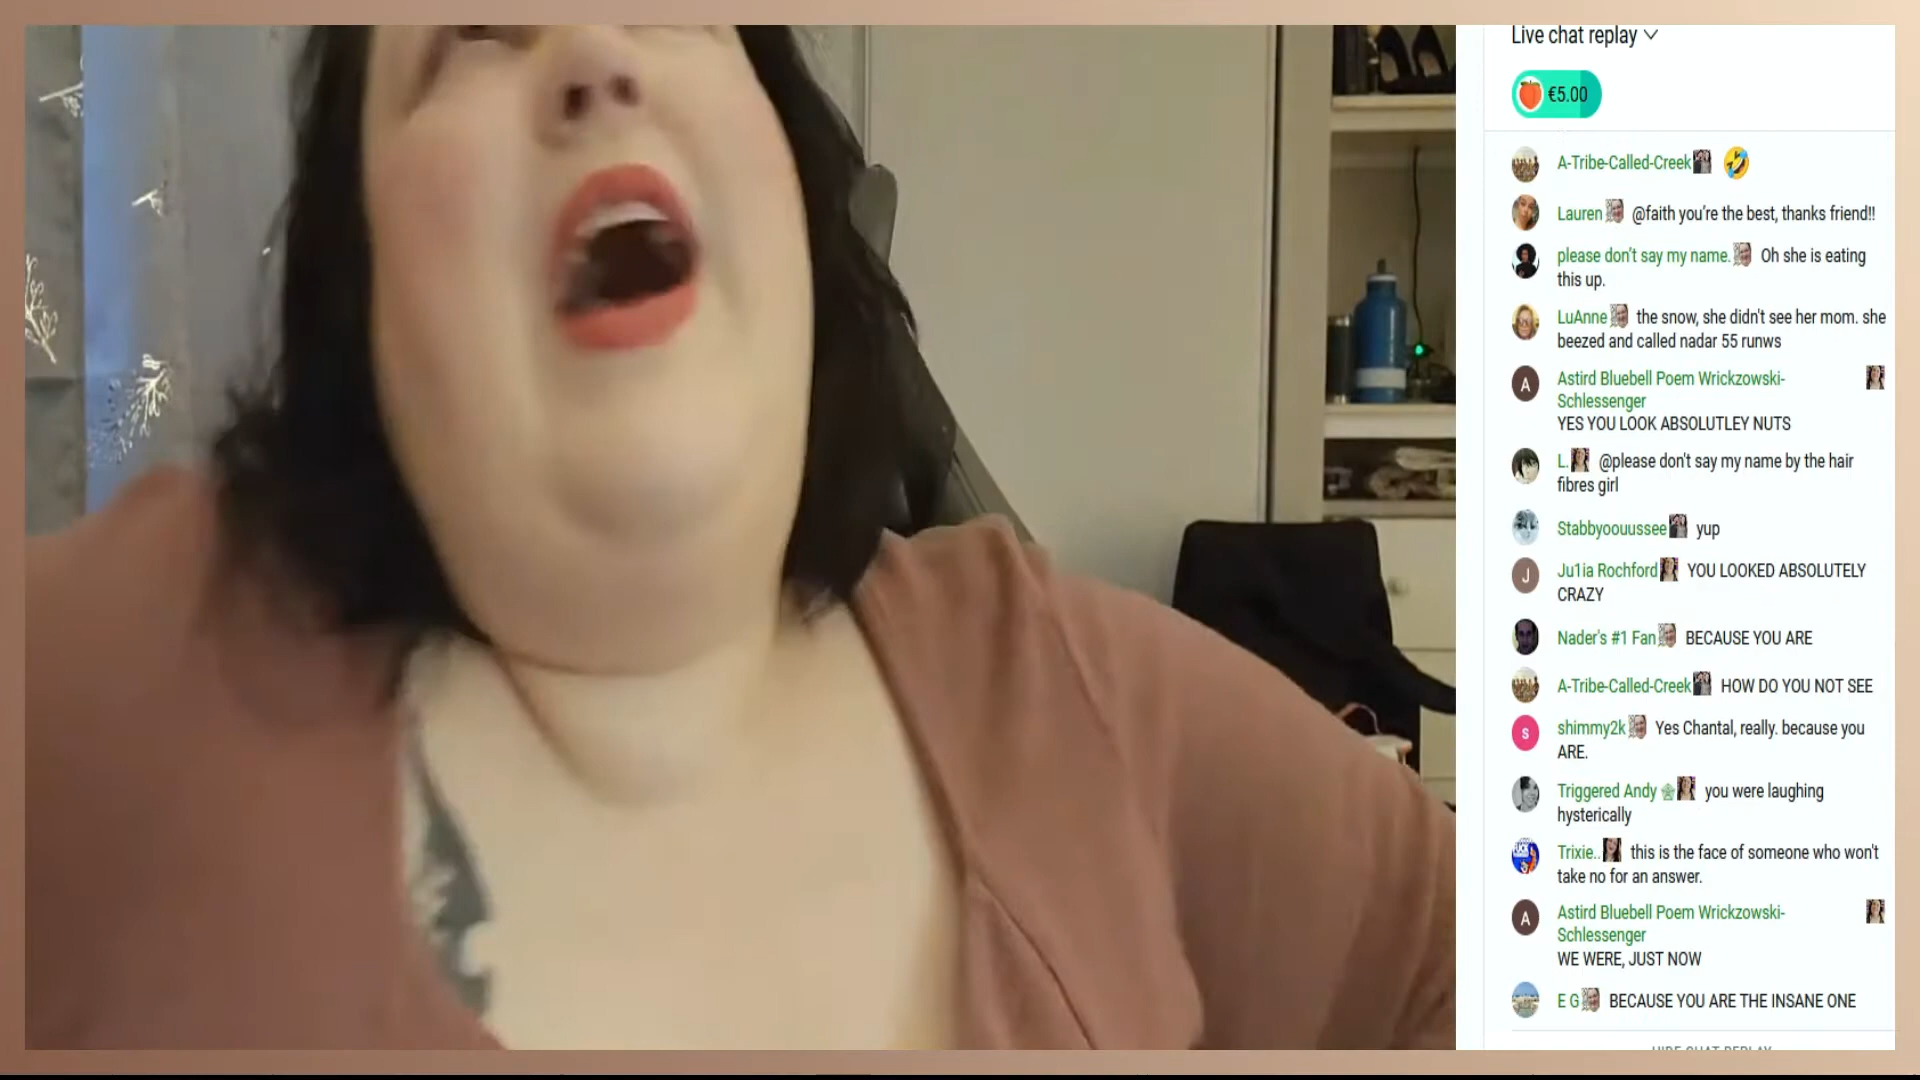 Live chat replay
€5.00
A-Tribe-Called-Creek
Lauren @faith you're the best, thanks friend!!
please don't say my name. Oh she is eating
this up.
LuAnne the snow, she didn't see her mom. she
beezed and called nadar 55 runws
A
Astird Bluebell Poem Wrickzowski-
Schlessenger
YES YOU LOOK ABSOLUTLEY NUTS
L. @please don't say my name by the hair
fibres girl
Stabbyoouussee yup
J
Ju1ia Rochford YOU LOOKED ABSOLUTELY
CRAZY
Nader's #1 Fan BECAUSE YOU ARE
A-Tribe-Called-Creek HOW DO YOU NOT SEE
s
shimmy2k Yes Chantal, really. because you
ARE.
Triggered Andy you were laughing
hysterically
Trixie.. this is the face of someone who won't
take no for an answer.
A
Astird Bluebell Poem Wrickzowski-
Schlessenger
WE WERE, JUST NOW
E G BECAUSE YOU ARE THE INSANE ONE
HIDE CHAT REPLAY